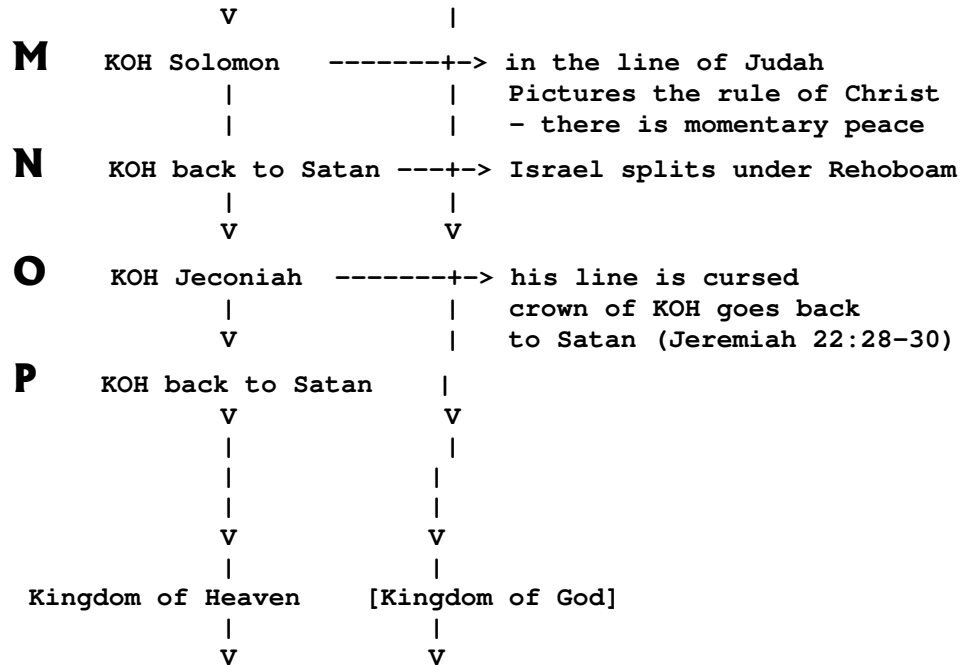 V |
M KOH Solomon -------+-> in the line of Judah
| | Pictures the rule of Christ
| | - there is momentary peace
N KOH back to Satan ---+-> Israel splits under Rehoboam
| |
V V
O KOH Jeconiah -------+-> his line is cursed
| | crown of KOH goes back
V | to Satan (Jeremiah 22:28-30)
P KOH back to Satan |
V V
| |
| |
| |
V V
| |
Kingdom of Heaven [Kingdom of God]
| |
V V